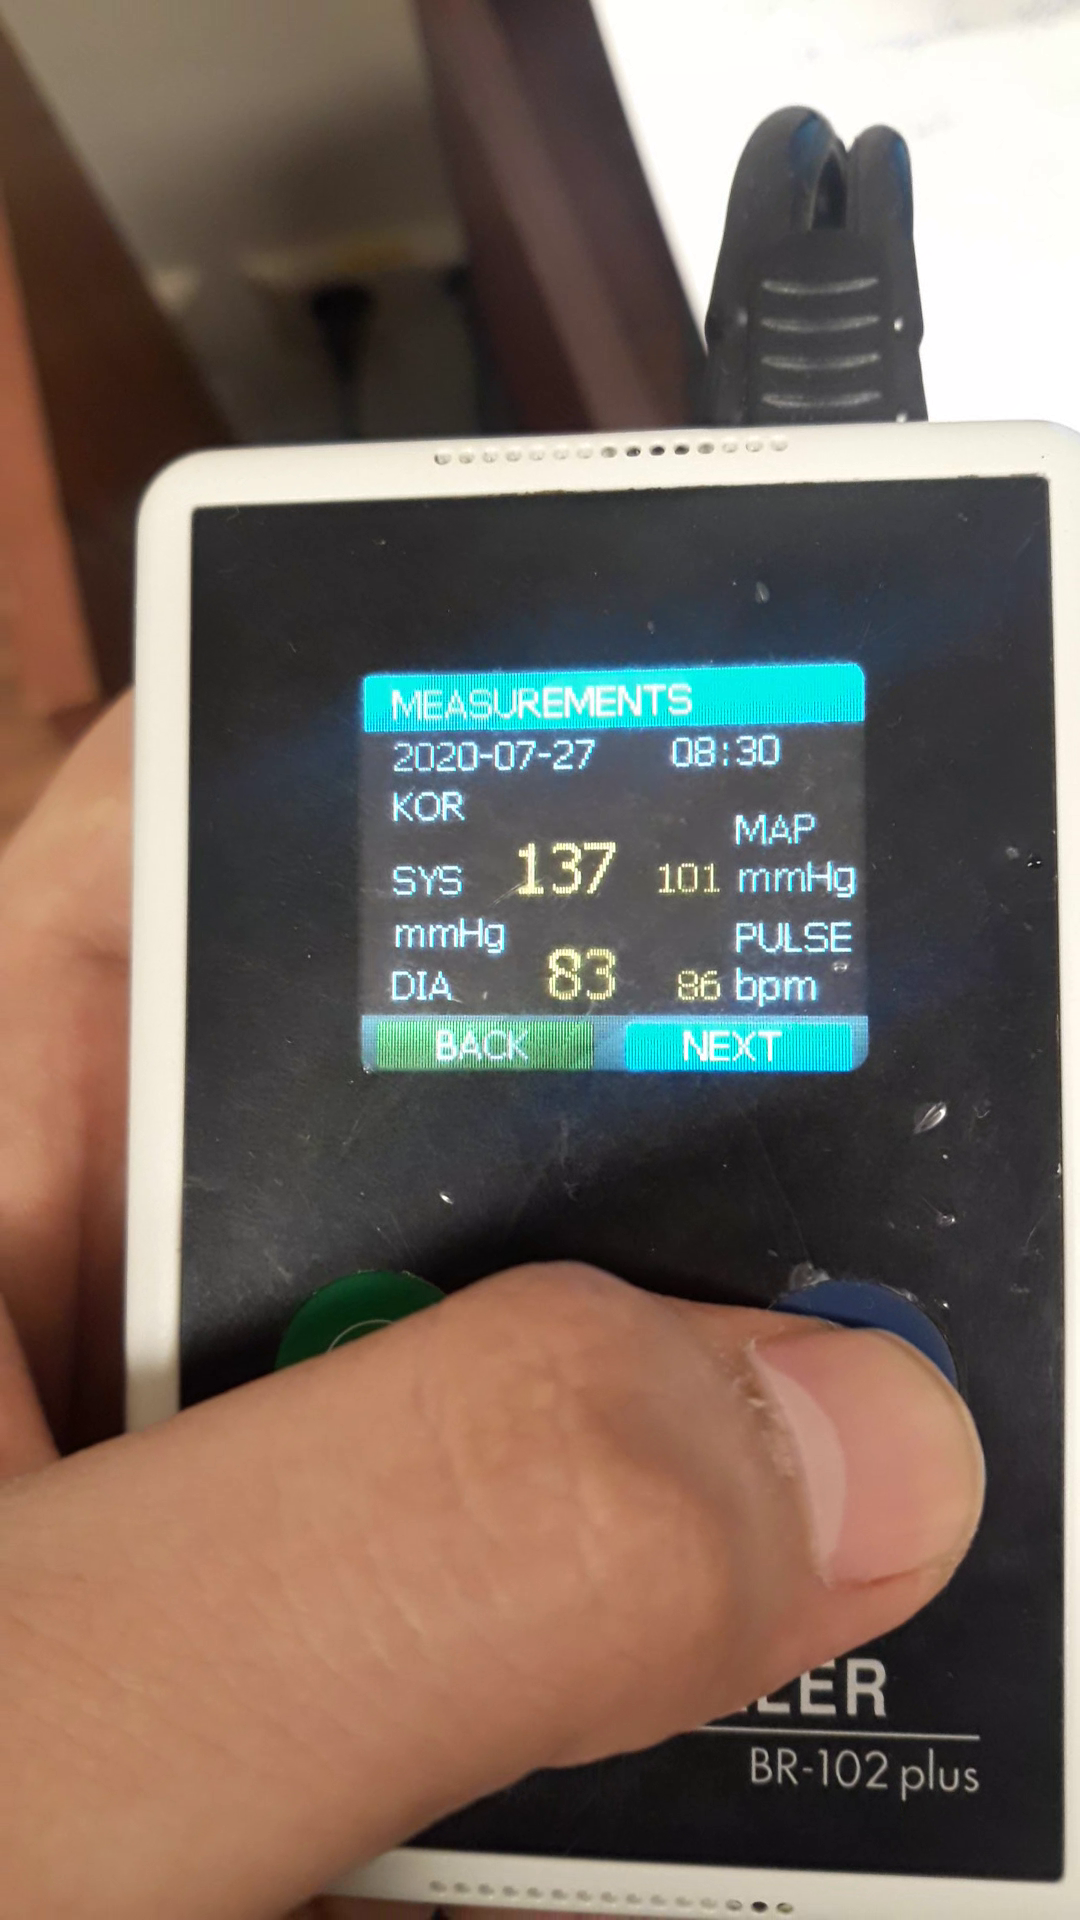 MEASUREMENTS
2020-07-27 08:30
KOR
MAP
SYS 137 101 mmHg
mmHg PULSE
DIA 83 86 bpm
BACK NEXT
BR-102 plus